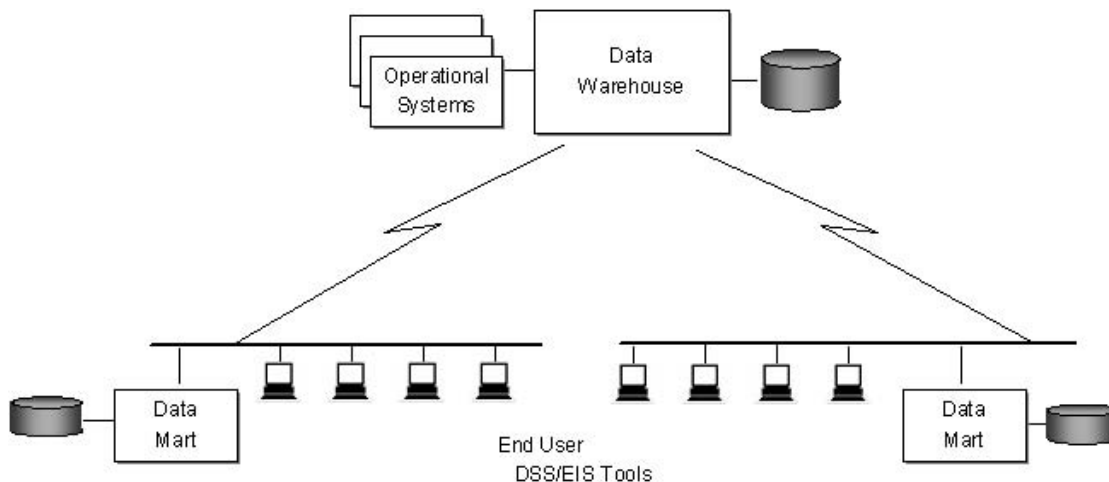 Operational
Systems
Data
Warehouse
Data
Mart
End User
DSS/EIS Tools
Data
Mart